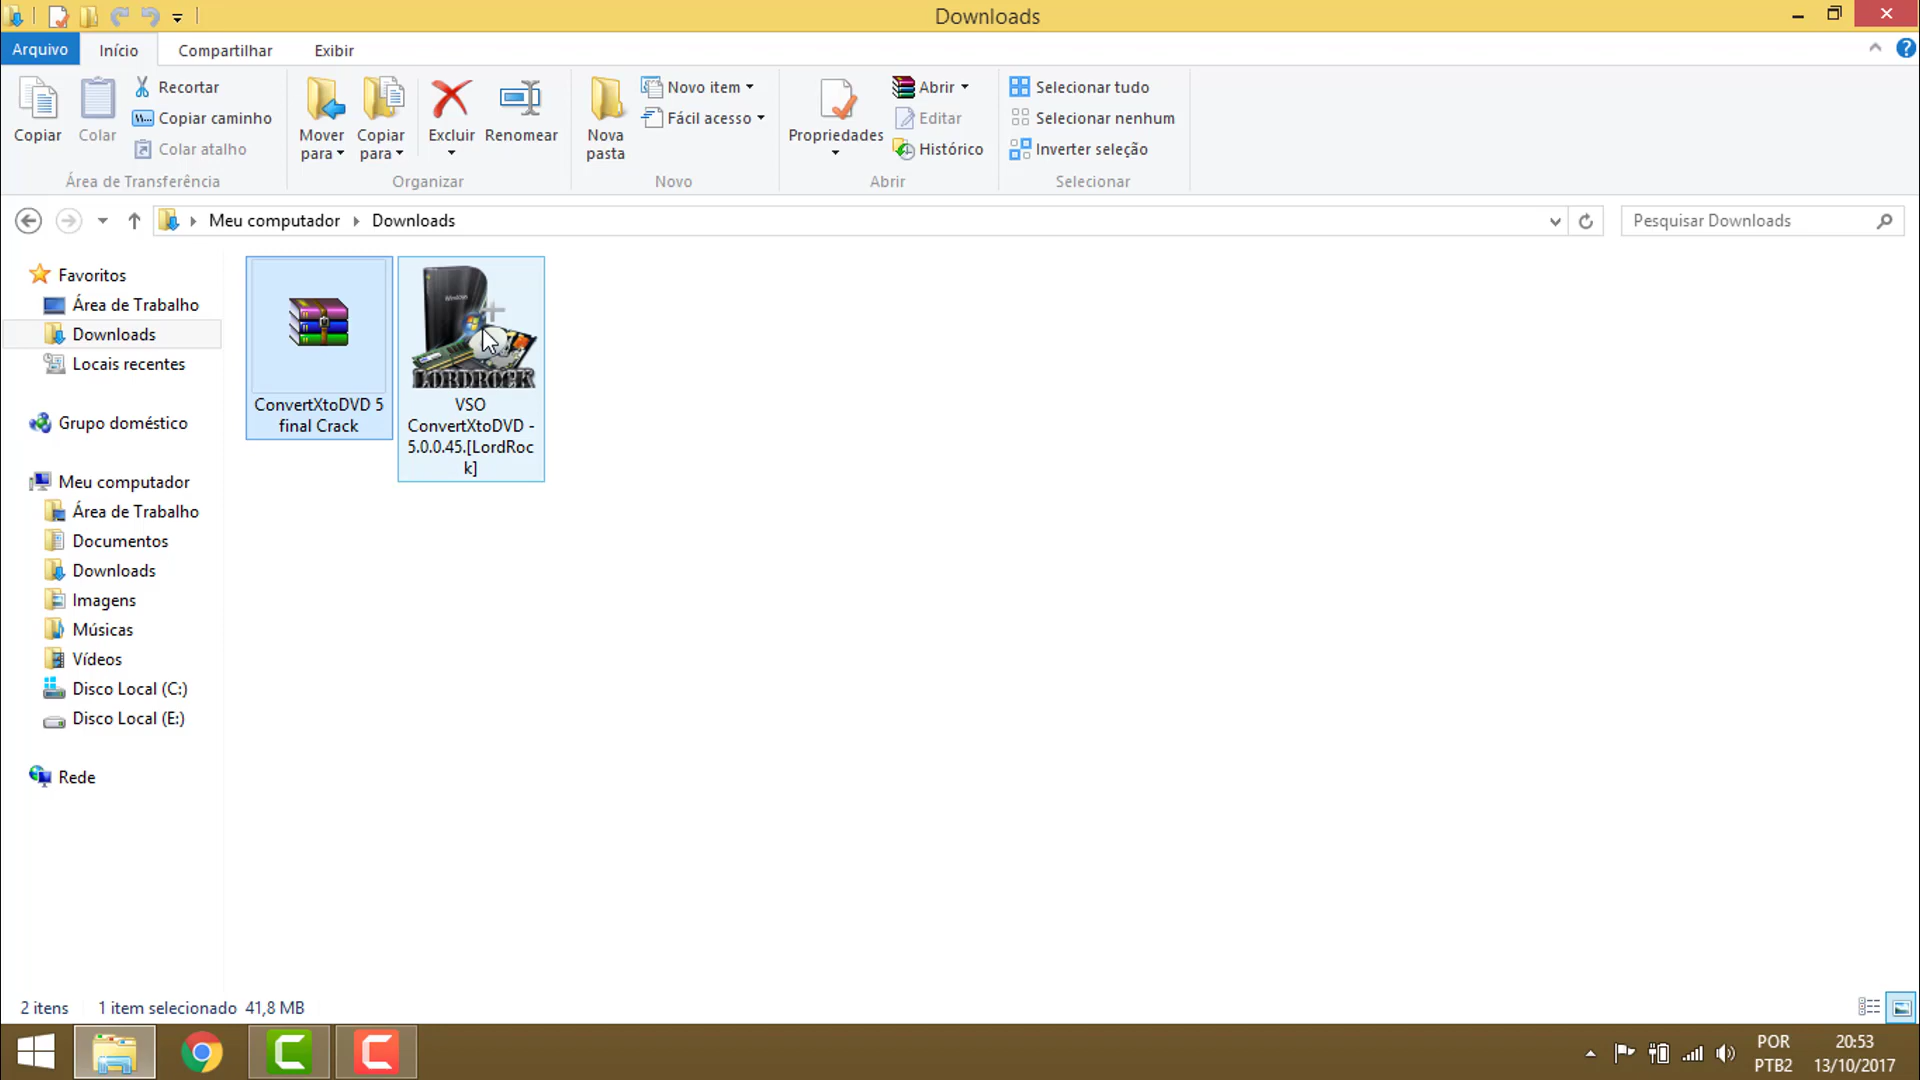 Downloads
Arquivo
Início
Compartilhar
Exibir
Copiar
Colar
Recortar
Copiar caminho
Colar atalho
Área de Transferência
Mover para
Copiar para
Excluir
Renomear
Organizar
Nova pasta
Novo item
Fácil acesso
Novo
Propriedades
Abrir
Editar
Histórico
Abrir
Selecionar tudo
Selecionar nenhum
Inverter seleção
Selecionar
Meu computador
Downloads
Pesquisar Downloads
Favoritos
Área de Trabalho
Downloads
Locais recentes
Grupo doméstico
Meu computador
Área de Trabalho
Documentos
Downloads
Imagens
Músicas
Vídeos
Disco Local (C:)
Disco Local (E:)
Rede
ConvertXtoDVD 5
final Crack
LORDROCK
VSO
ConvertXtoDVD -
5.0.0.45.[LordRoc
k]
2 itens
1 item selecionado 41,8 MB
POR
PTB2
20:53
13/10/2017